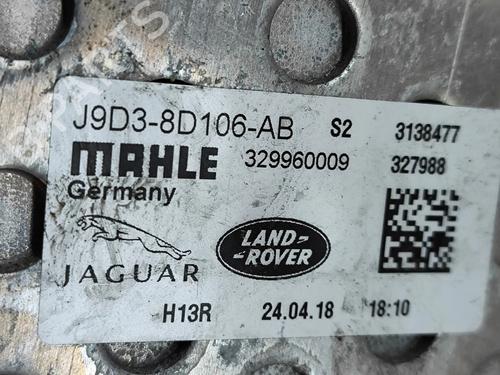 J9D3-8D106-AB S2 3138477
MAHLE 329960009 327988
Germany
JAGUAR
LAND-
ROVER
H13R 24.04.18 18:10